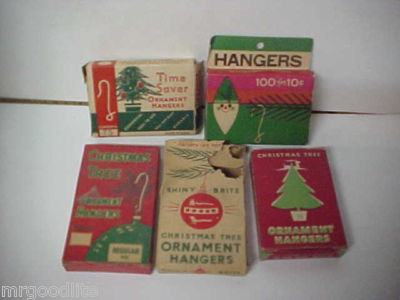 Time
Saver
ORNAMENT
HANGERS
HANGERS
100 for 10¢
CHRISTMAS
TREE
ORNAMENT
HANGERS
REGULAR
SHINY BRITE
CHRISTMAS TREE
ORNAMENT
HANGERS
CHRISTMAS TREE
ORNAMENT
HANGERS
mrgoodlite